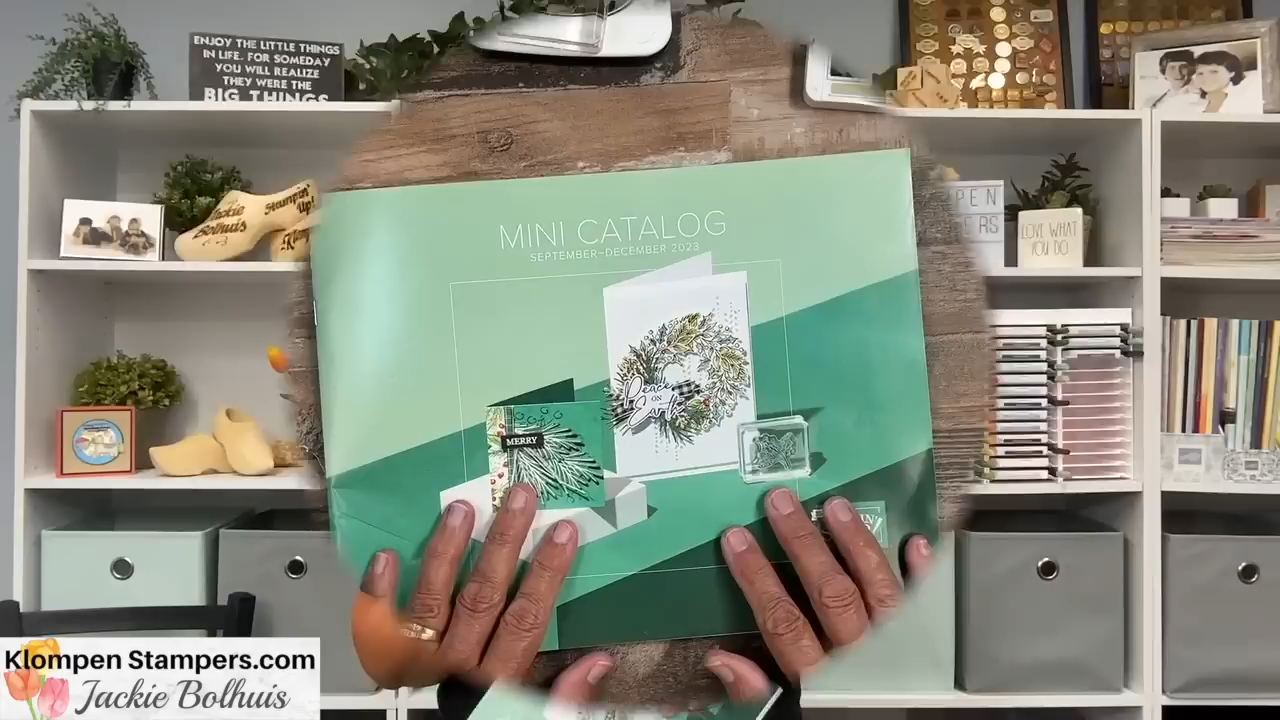 ENJOY THE LITTLE THINGS
IN LIFE. FOR SOMEDAY
YOU WILL REALIZE
THEY WERE THE
BIG THINGS
Jackie
Bolhuis
Stampin'
Up!
PEN
ERS
LOVE WHAT
YOU DO
MINI CATALOG
SEPTEMBER–DECEMBER 2023
Peace
ON
Earth
MERRY
Klompen Stampers.com
Jackie Bolhuis